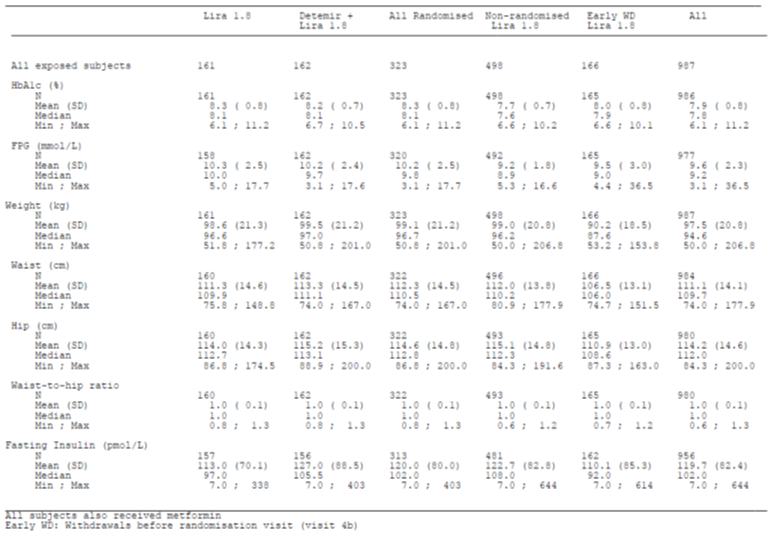 Lira 1.8 Detemir + All Randomised Non-randomised Early WD All
Lira 1.8 Lira 1.8 Lira 1.8
All exposed subjects 161 162 323 498 166 987
HbAlc (%)
N 161 162 323 498 165 986
Mean (SD) 8.3 ( 0.8) 8.2 ( 0.7) 8.3 ( 0.8) 7.7 ( 0.7) 8.0 ( 0.8) 7.9 ( 0.8)
Median 8.1 8.1 8.1 7.6 7.9 7.8
Min ; Max 6.1 ; 11.2 6.7 ; 10.5 6.1 ; 11.2 6.6 ; 10.2 6.6 ; 10.1 6.1 ; 11.2
FPG (mmol/L)
N 158 162 320 492 165 977
Mean (SD) 10.3 ( 2.5) 10.2 ( 2.4) 10.2 ( 2.5) 9.2 ( 1.8) 9.5 ( 3.0) 9.6 ( 2.3)
Median 10.0 9.7 9.8 8.9 9.0 9.2
Min ; Max 5.0 ; 17.7 3.1 ; 17.6 3.1 ; 17.7 5.3 ; 16.6 4.4 ; 36.5 3.1 ; 36.5
Weight (kg)
N 161 162 323 498 166 987
Mean (SD) 98.6 (21.3) 99.5 (21.2) 99.1 (21.2) 99.0 (20.8) 90.2 (18.5) 97.5 (20.8)
Median 96.6 97.0 96.7 96.2 87.6 94.6
Min ; Max 51.8 ; 177.2 50.8 ; 201.0 50.8 ; 201.0 50.0 ; 206.8 53.2 ; 153.8 50.0 ; 206.8
Waist (cm)
N 160 162 322 496 166 984
Mean (SD) 111.3 (14.6) 113.3 (14.5) 112.3 (14.5) 112.0 (13.8) 106.5 (13.1) 111.1 (14.1)
Median 109.9 111.1 110.5 110.2 106.0 109.7
Min ; Max 75.8 ; 148.8 74.0 ; 167.0 74.0 ; 167.0 80.9 ; 177.9 74.7 ; 151.5 74.0 ; 177.9
Hip (cm)
N 160 162 322 493 165 980
Mean (SD) 114.0 (14.3) 115.2 (15.3) 114.6 (14.8) 115.1 (14.8) 110.9 (13.0) 114.2 (14.6)
Median 112.7 113.1 112.8 112.3 108.6 112.0
Min ; Max 86.8 ; 174.5 88.9 ; 200.0 86.8 ; 200.0 84.3 ; 191.6 87.3 ; 163.0 84.3 ; 200.0
Waist-to-hip ratio
N 160 162 322 493 165 980
Mean (SD) 1.0 ( 0.1) 1.0 ( 0.1) 1.0 ( 0.1) 1.0 ( 0.1) 1.0 ( 0.1) 1.0 ( 0.1)
Median 1.0 1.0 1.0 1.0 1.0 1.0
Min ; Max 0.8 ; 1.3 0.8 ; 1.3 0.8 ; 1.3 0.6 ; 1.2 0.7 ; 1.2 0.6 ; 1.3
Fasting Insulin (pmol/L)
N 157 156 313 481 162 956
Mean (SD) 113.0 (70.1) 127.0 (88.5) 120.0 (80.0) 122.7 (82.8) 110.1 (85.3) 119.7 (82.4)
Median 97.0 105.5 102.0 108.0 92.0 102.0
Min ; Max 7.0 ; 338 7.0 ; 403 7.0 ; 403 7.0 ; 644 7.0 ; 614 7.0 ; 644
All subjects also received metformin
Early WD: Withdrawals before randomisation visit (visit 4b)